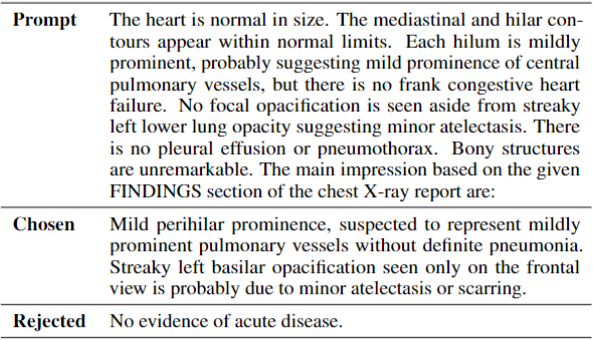 Prompt The heart is normal in size. The mediastinal and hilar con-
tours appear within normal limits. Each hilum is mildly
prominent, probably suggesting mild prominence of central
pulmonary vessels, but there is no frank congestive heart
failure. No focal opacification is seen aside from streaky
left lower lung opacity suggesting minor atelectasis. There
is no pleural effusion or pneumothorax. Bony structures
are unremarkable. The main impression based on the given
FINDINGS section of the chest X-ray report are:
Chosen Mild perihilar prominence, suspected to represent mildly
prominent pulmonary vessels without definite pneumonia.
Streaky left basilar opacification seen only on the frontal
view is probably due to minor atelectasis or scarring.
Rejected No evidence of acute disease.